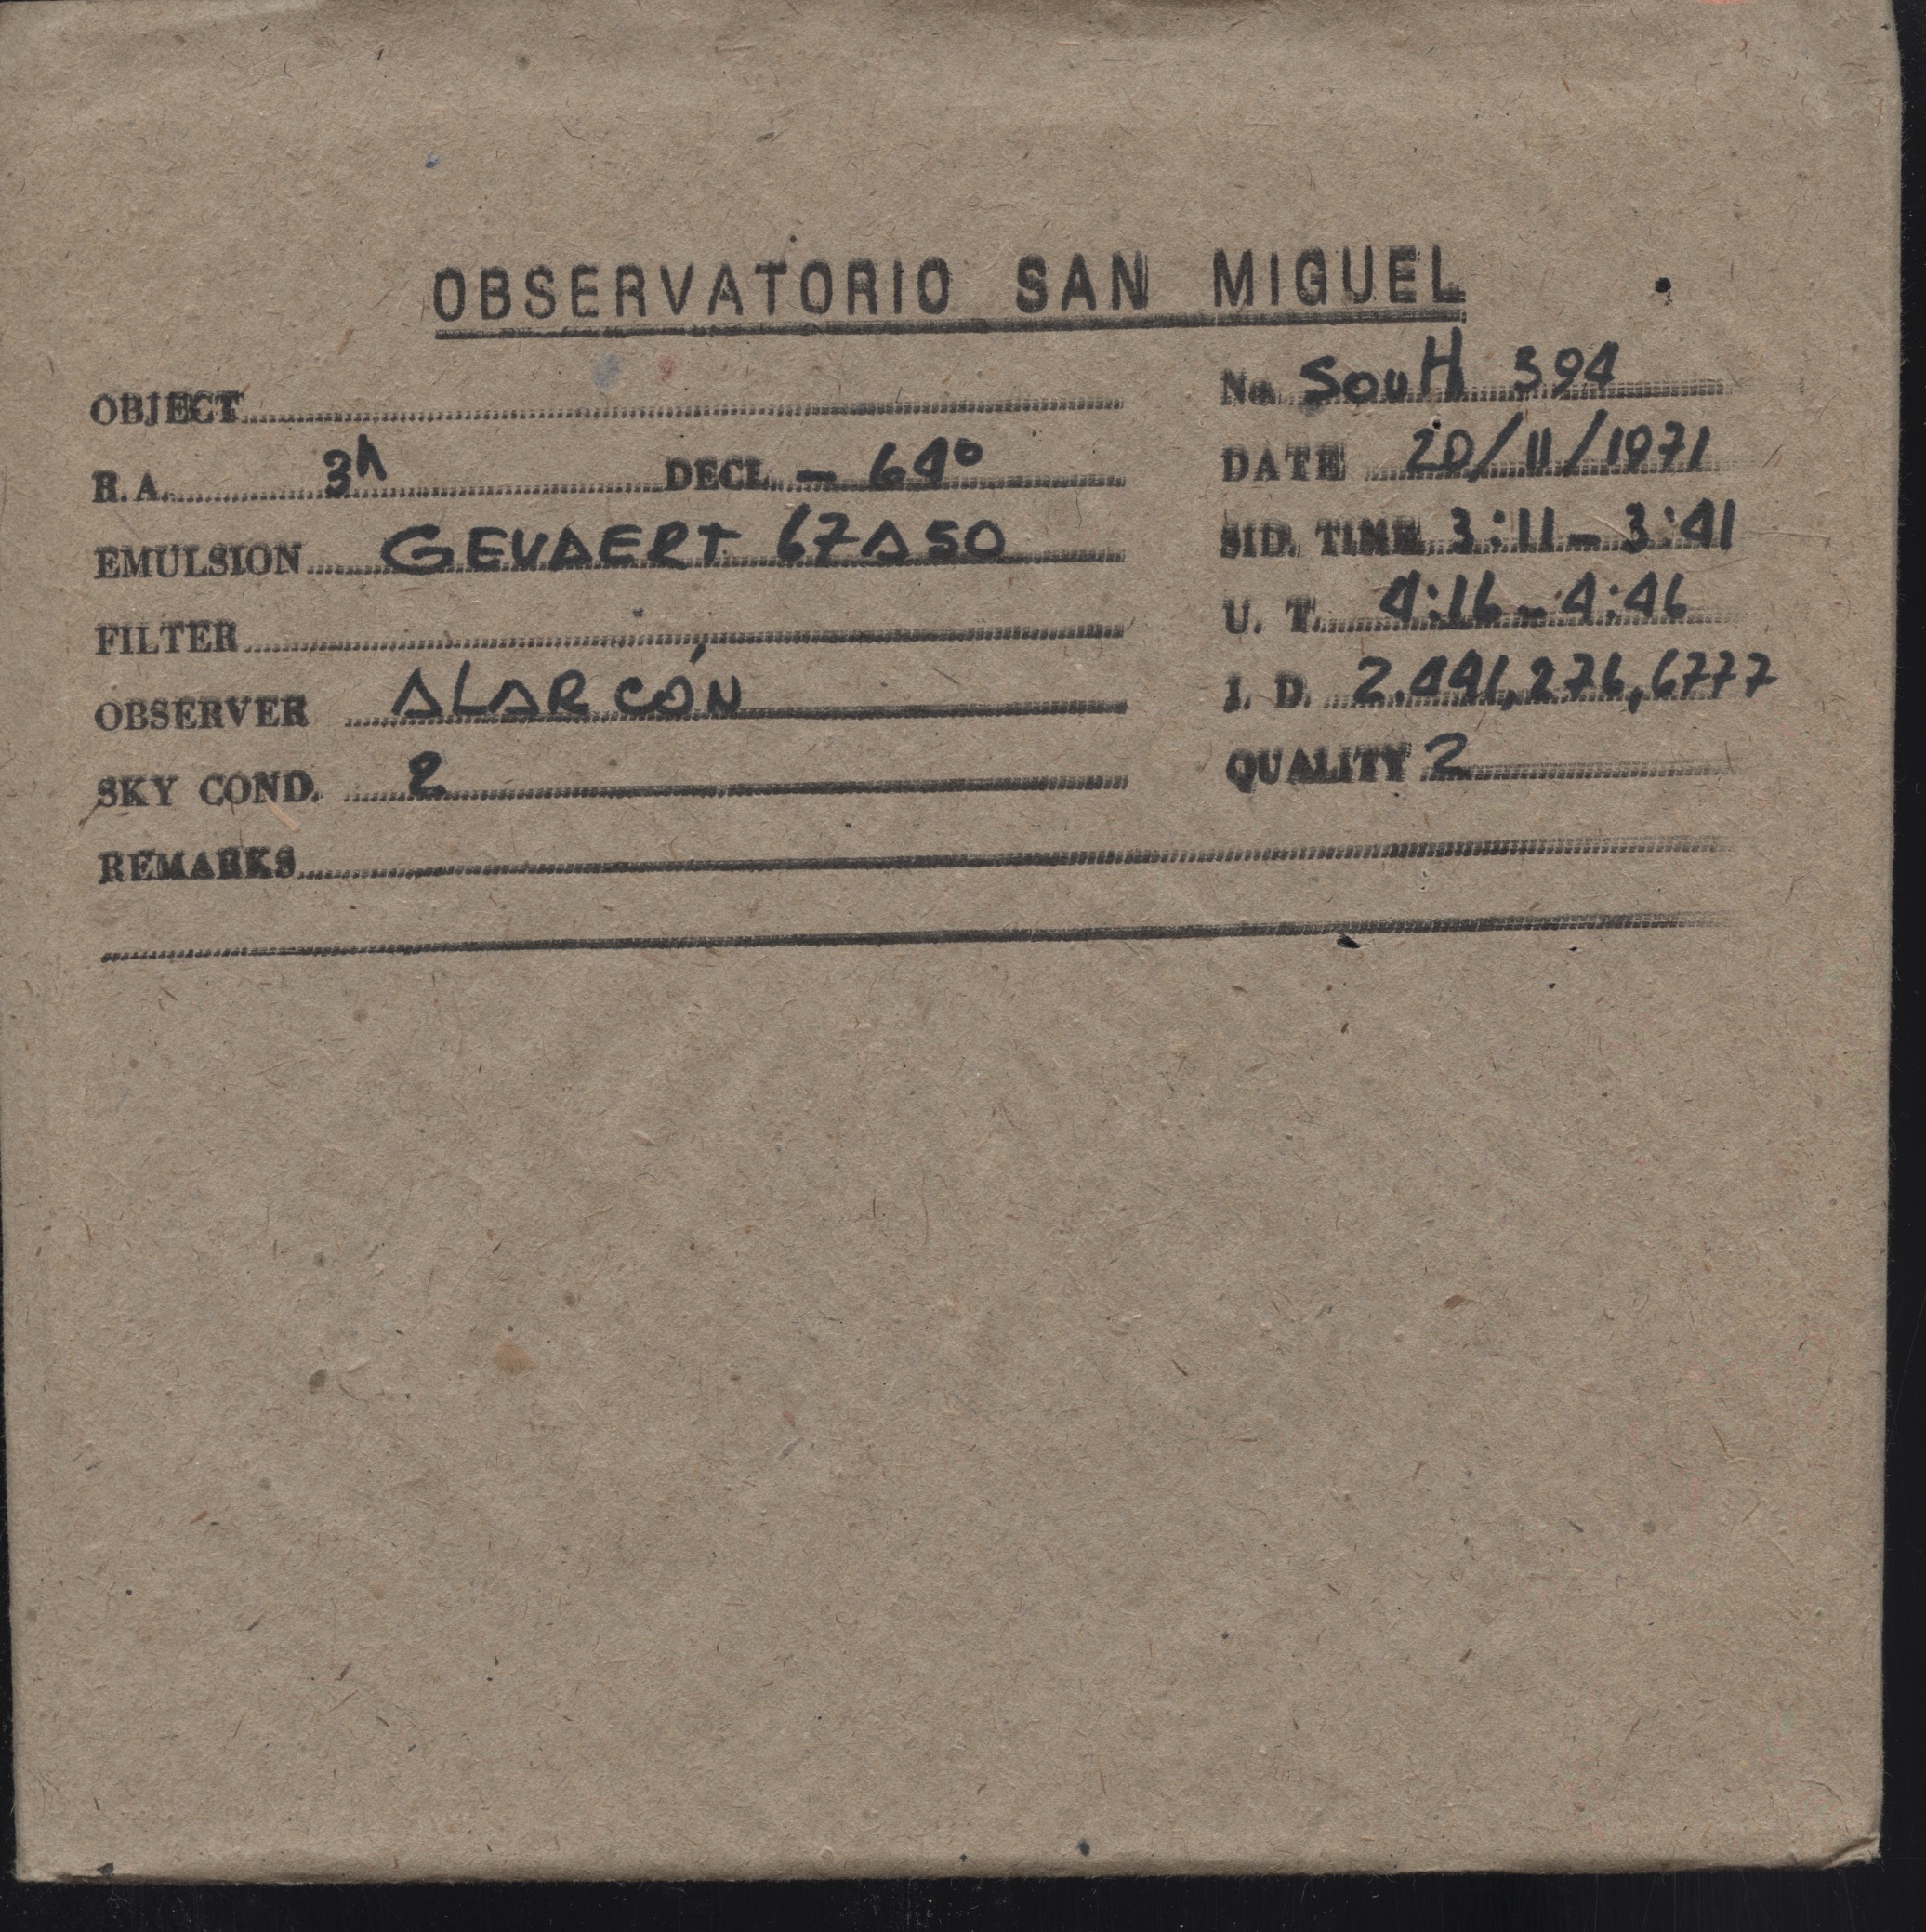 OBSERVATORIO SAN MIGUEL
OBJECT
R.A. 3h DECL. - 64°
EMULSION GEVAERT 67A50
FILTER
OBSERVER ALARCÓN
SKY COND. 2
REMARKS
No. SouH 394
DATE 20/11/1971
SID. TIME 3:11 - 3:41
U. T. 4:16 - 4:46
J. D. 2.441,276,6777
QUALITY 2